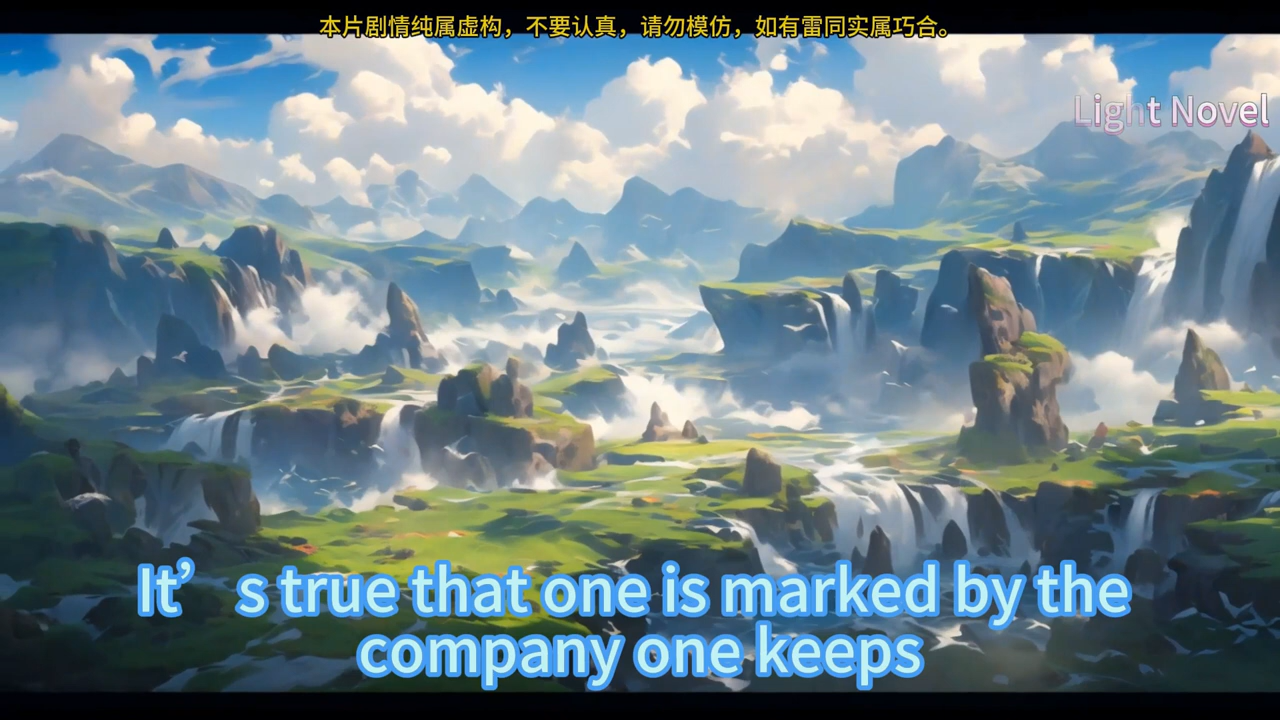 本片剧情纯属虚构，不要认真，请勿模仿，如有雷同实属巧合。
Light Novel
It’s true that one is marked by the
company one keeps